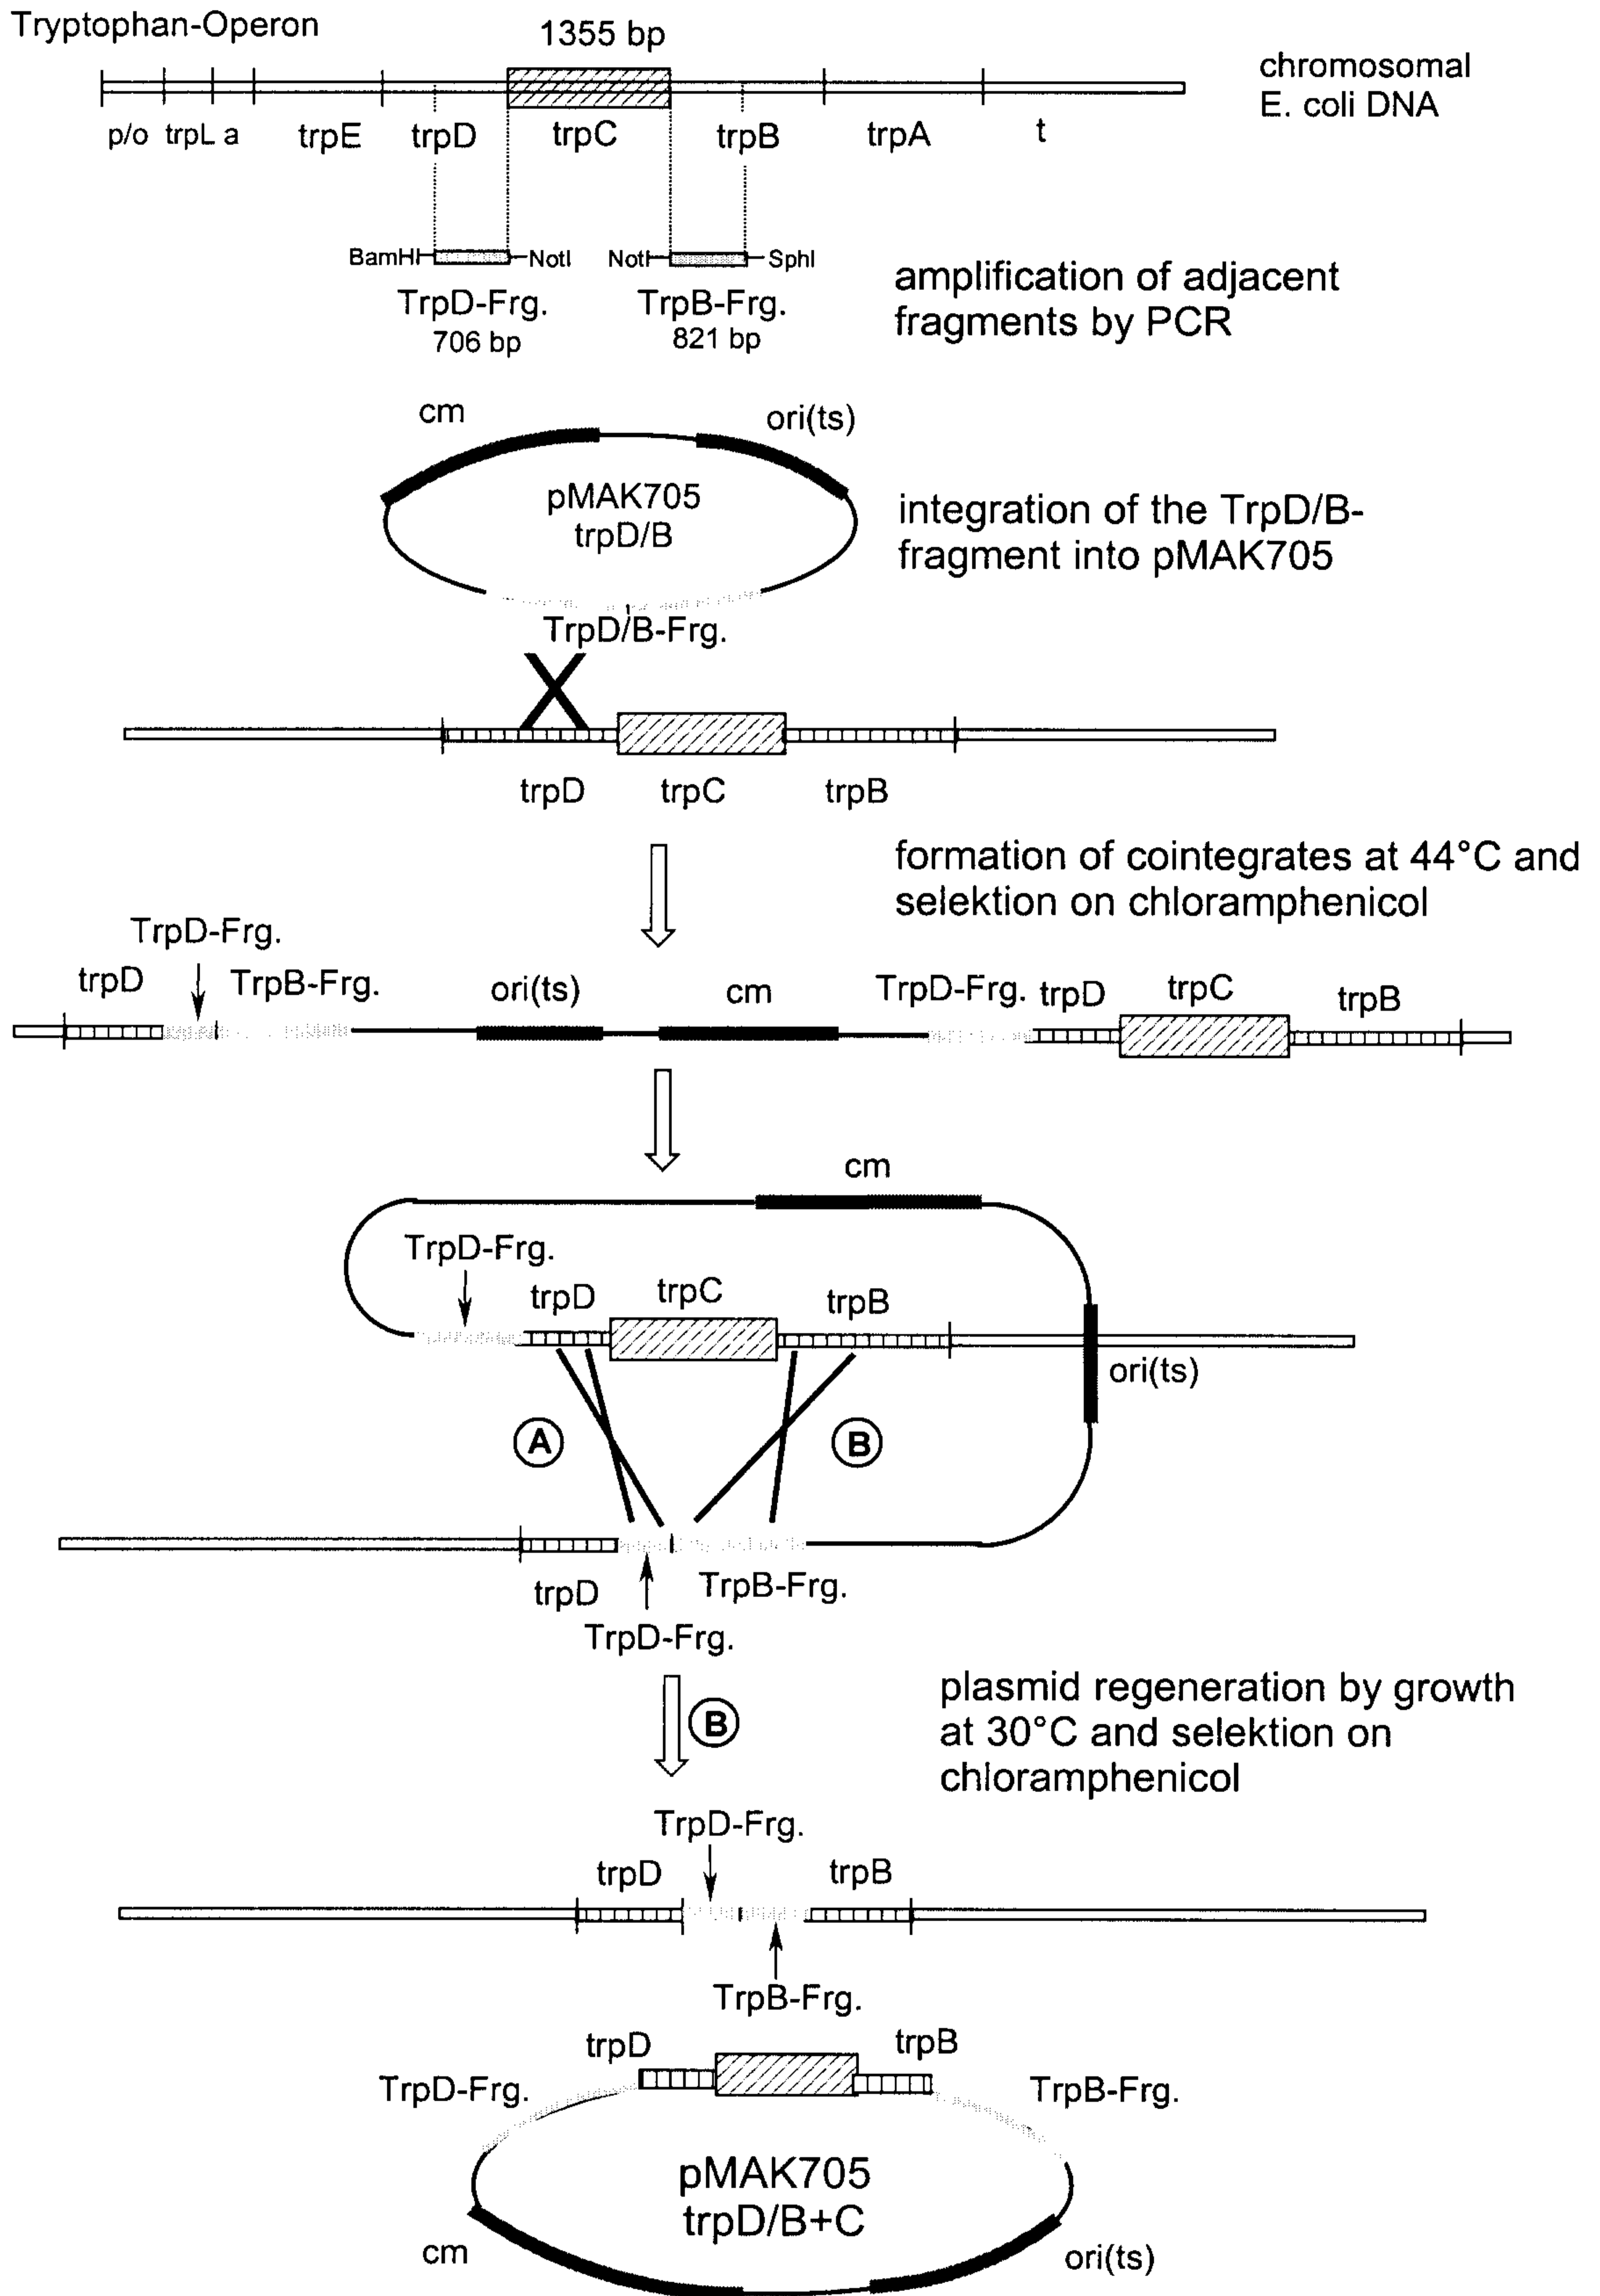 Tryptophan-Operon
1355 bp
chromosomal
E. coli DNA
p/o trpL a trpE trpD trpC trpB trpA t
BamHI NotI NotI SphI
TrpD-Frg. TrpB-Frg.
706 bp 821 bp
amplification of adjacent
fragments by PCR
cm ori(ts)
pMAK705
trpD/B
integration of the TrpD/B-
fragment into pMAK705
TrpD/B-Frg.
trpD trpC trpB
formation of cointegrates at 44°C and
selektion on chloramphenicol
TrpD-Frg.
trpD TrpB-Frg. ori(ts) cm TrpD-Frg. trpD trpC trpB
cm
TrpD-Frg.
trpD trpC trpB
ori(ts)
A B
trpD TrpB-Frg.
TrpD-Frg.
B
plasmid regeneration by growth
at 30°C and selektion on
chloramphenicol
TrpD-Frg.
trpD trpB
TrpB-Frg.
trpD trpB
TrpD-Frg. TrpB-Frg.
pMAK705
trpD/B+C
cm ori(ts)